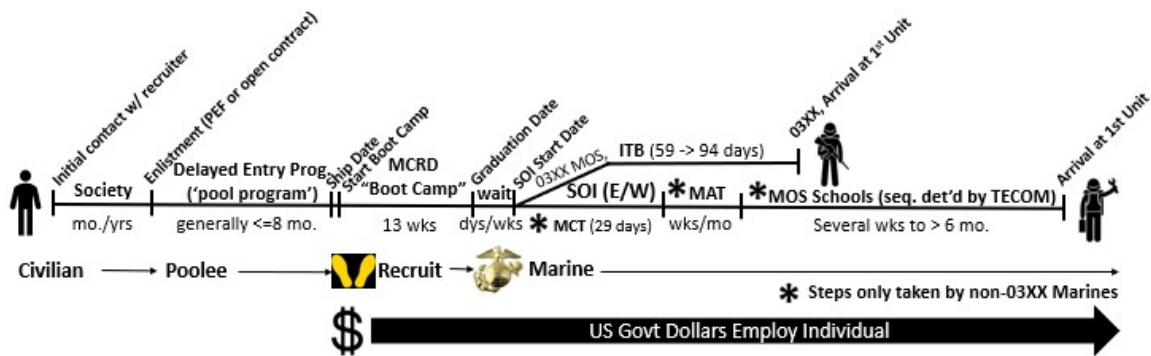 Initial contact w/ recruiter
Enlistment (PEF or open contract)
Ship Date
Start Boot Camp
Graduation Date
SOI Start Date
03XX MOS,
03XX, Arrival at 1st Unit
Arrival at 1st Unit
ITB (59 -> 94 days)
Society
Delayed Entry Prog.
('pool program')
MCRD
"Boot Camp"
wait
SOI (E/W)
* MAT
* MOS Schools (seq. det'd by TECOM)
mo./yrs
generally <=8 mo.
13 wks
dys/wks
* MCT (29 days)
wks/mo
Several wks to > 6 mo.
Civilian
Poolee
Recruit
Marine
* Steps only taken by non-03XX Marines
$
US Govt Dollars Employ Individual